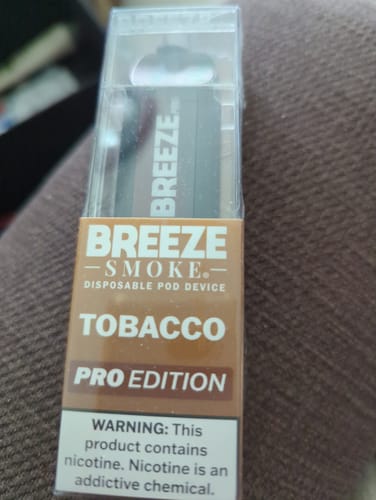 BREEZE
BREEZE
SMOKE®
DISPOSABLE POD DEVICE
TOBACCO
PRO EDITION
WARNING: This
product contains
nicotine. Nicotine is an
addictive chemical.